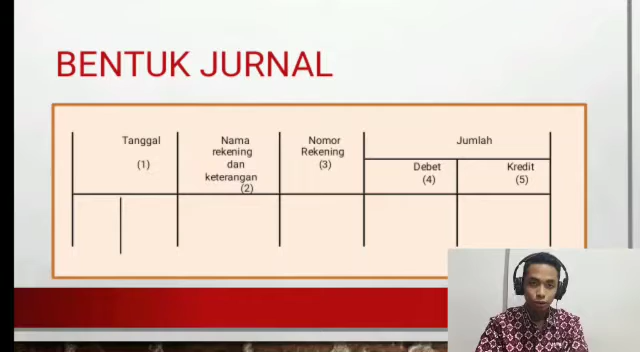 BENTUK JURNAL
Tanggal
(1)
Nama
rekening
dan
keterangan
(2)
Nomor
Rekening
(3)
Jumlah
Debet
(4)
Kredit
(5)